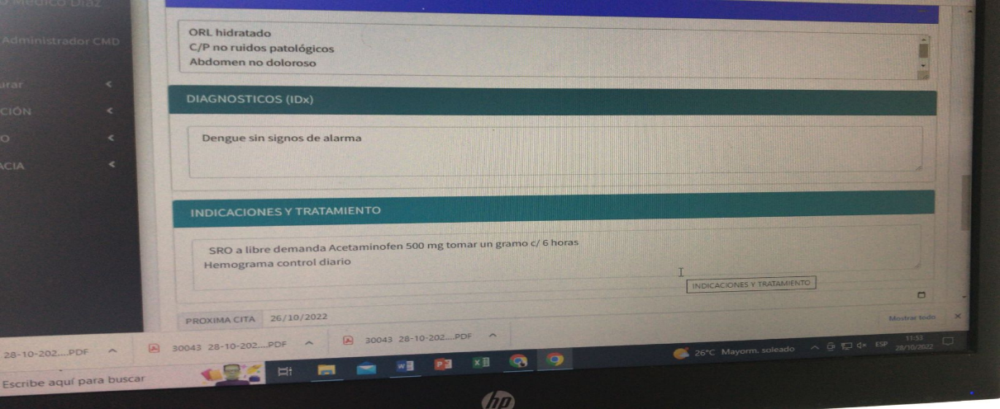 Médico Díaz
Administrador CMD
urar
CIÓN
O
ACIA
ORL hidratado
C/P no ruidos patológicos
Abdomen no doloroso
DIAGNOSTICOS (IDx)
Dengue sin signos de alarma
INDICACIONES Y TRATAMIENTO
SRO a libre demanda Acetaminofen 500 mg tomar un gramo c/ 6 horas
Hemograma control diario
INDICACIONES Y TRATAMIENTO
PROXIMA CITA 26/10/2022
Mostrar todo
28-10-202....PDF
30043 28-10-202....PDF
30043 28-10-202....PDF
Escribe aquí para buscar
26°C Mayorm. soleado
ESP
11:53
28/10/2022
hp